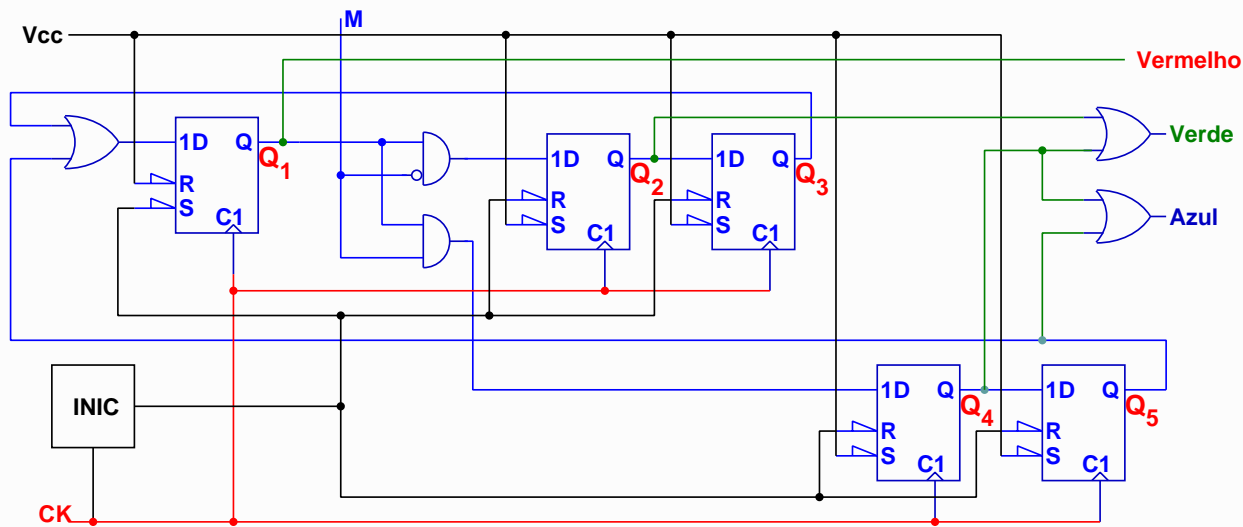 M
Vcc
Vermelho
1D Q
Q1
R
S
C1
1D Q
Q2
R
S
C1
1D Q
Q3
R
S
C1
Verde
Azul
INIC
1D Q
Q4
R
S
C1
1D Q
Q5
R
S
C1
CK